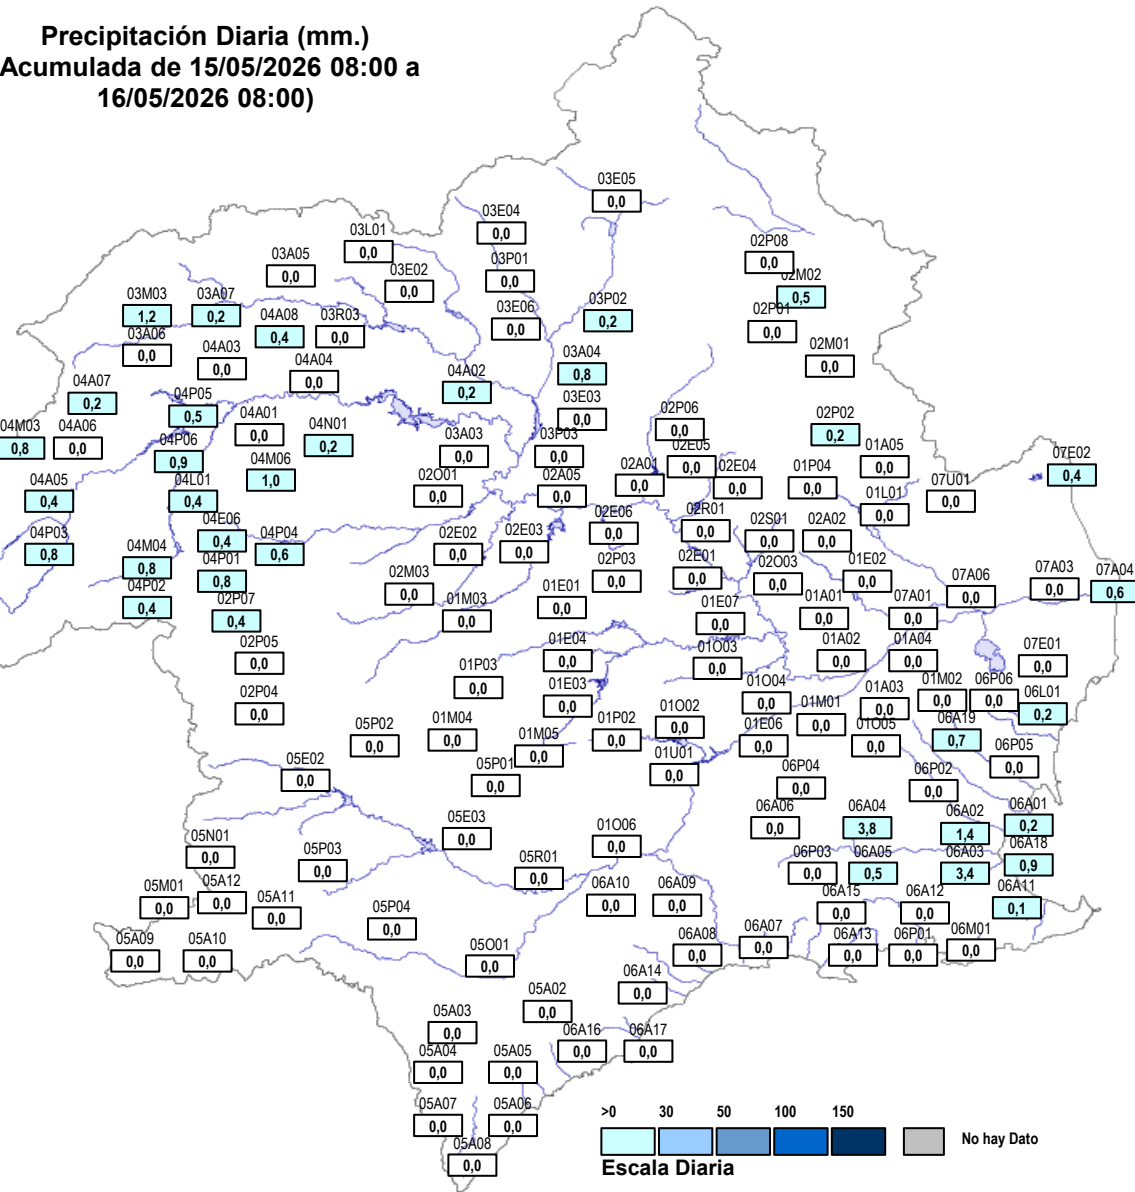 Precipitación Diaria (mm.)
Acumulada de 15/05/2026 08:00 a
16/05/2026 08:00)
03E05
0,0
03E04
0,0
03L01
0,0
02P08
0,0
03A05
0,0
03P01
0,0
03E02
0,0
02M02
0,5
03M03
1,2
03A07
0,2
03P02
0,2
04A08
0,4
03R03
0,0
03E06
0,0
02P01
0,0
03A06
0,0
04A03
0,0
03A04
0,8
02M01
0,0
04A04
0,0
04A02
0,2
04A07
0,2
04P05
0,5
03E03
0,0
02P06
0,0
02P02
0,2
04M03
0,8
04A06
0,0
04A01
0,0
04N01
0,2
04P06
0,9
03A03
0,0
03P03
0,0
02E05
0,0
01A05
0,0
07E02
0,4
04M06
1,0
02A01
0,0
02E04
0,0
01P04
0,0
04A05
0,4
04L01
0,4
02O01
0,0
02A05
0,0
07U01
0,0
01L01
0,0
04E06
0,4
04P04
0,6
02E02
0,0
02E03
0,0
02E06
0,0
02R01
0,0
02S01
0,0
02A02
0,0
04P03
0,8
04M04
0,8
04P01
0,8
02P03
0,0
02E01
0,0
02O03
0,0
01E02
0,0
07A03
0,0
07A04
0,6
02M03
0,0
07A06
0,0
04P02
0,4
02P07
0,4
01M03
0,0
01E01
0,0
01E07
0,0
01A01
0,0
07A01
0,0
02P05
0,0
01E04
0,0
01O03
0,0
01A02
0,0
01A04
0,0
07E01
0,0
01P03
0,0
01E03
0,0
01O04
0,0
01A03
0,0
01M02
0,0
06P06
0,0
06L01
0,2
02P04
0,0
05P02
0,0
01M04
0,0
01M05
0,0
01P02
0,0
01O02
0,0
01E06
0,0
01M01
0,0
01O05
0,0
06A19
0,7
06P05
0,0
05E02
0,0
05P01
0,0
01U01
0,0
06P04
0,0
06P02
0,0
05E03
0,0
01O06
0,0
06A06
0,0
06A04
3,8
06A02
1,4
06A01
0,2
05N01
0,0
05P03
0,0
05R01
0,0
06P03
0,0
06A05
0,5
06A03
3,4
06A18
0,9
05M01
0,0
05A12
0,0
05A11
0,0
05P04
0,0
06A10
0,0
06A09
0,0
06A15
0,0
06A12
0,0
06A11
0,1
05A09
0,0
05A10
0,0
05O01
0,0
06A08
0,0
06A07
0,0
06A13
0,0
06P01
0,0
06M01
0,0
06A14
0,0
05A02
0,0
05A03
0,0
06A16
0,0
06A17
0,0
05A04
0,0
05A05
0,0
05A07
0,0
05A06
0,0
05A08
0,0
>0 30 50 100 150
No hay Dato
Escala Diaria